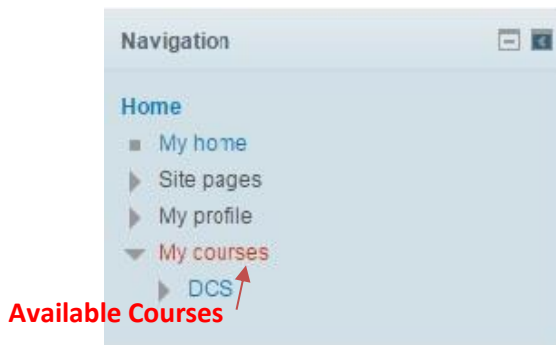 Navigation
Home
My home
Site pages
My profile
My courses
DCS
Available Courses